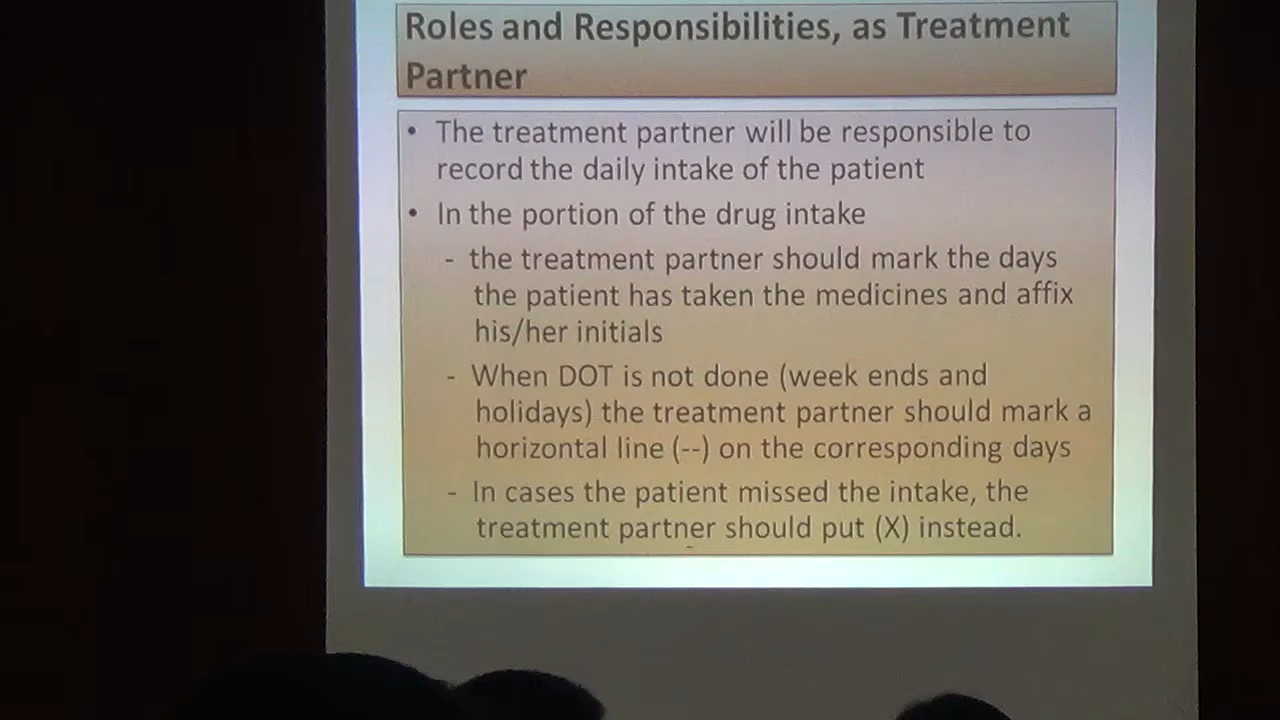 Roles and Responsibilities, as Treatment
Partner
• The treatment partner will be responsible to
record the daily intake of the patient
• In the portion of the drug intake
- the treatment partner should mark the days
the patient has taken the medicines and affix
his/her initials
- When DOT is not done (week ends and
holidays) the treatment partner should mark a
horizontal line (--) on the corresponding days
- In cases the patient missed the intake, the
treatment partner should put (X) instead.